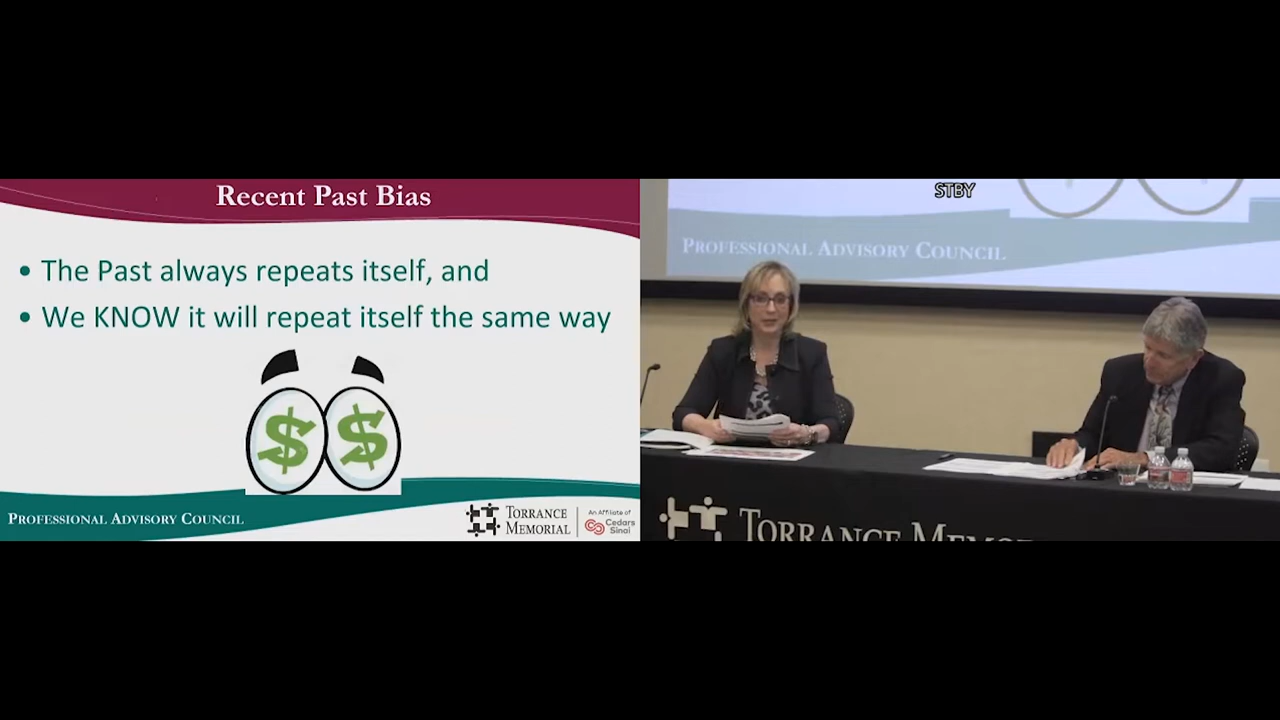 Recent Past Bias
• The Past always repeats itself, and
• We KNOW it will repeat itself the same way
$ $
PROFESSIONAL ADVISORY COUNCIL
TORRANCE
MEMORIAL
An Affiliate of
Cedars
Sinai
STBY
PROFESSIONAL ADVISORY COUNCIL
TORRANCE MEMO